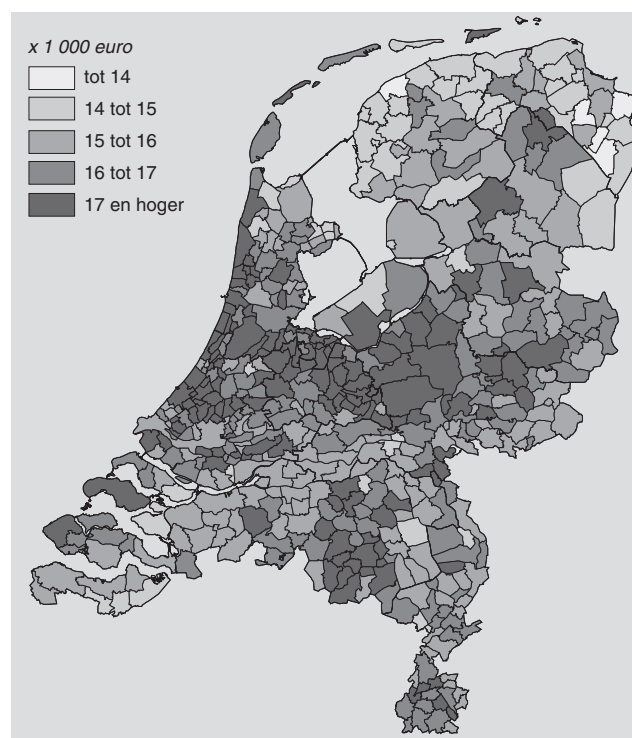 x 1 000 euro
tot 14
14 tot 15
15 tot 16
16 tot 17
17 en hoger